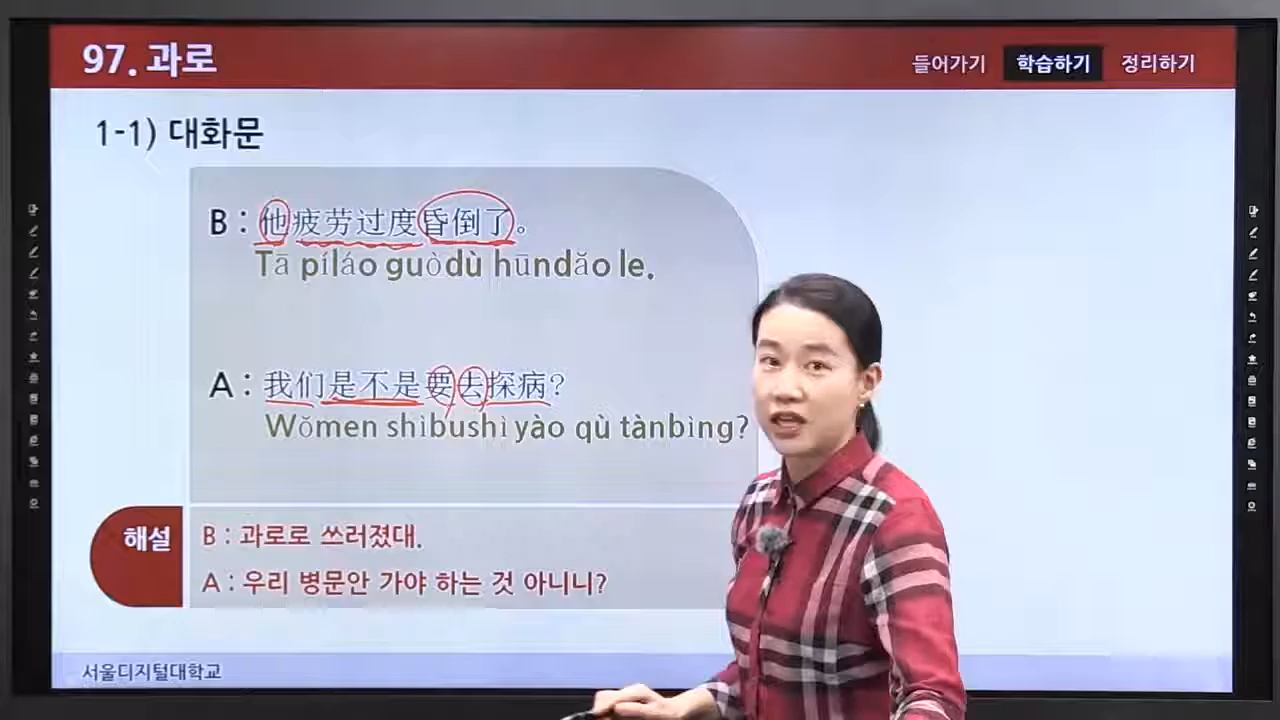 97. 과로
들어가기 학습하기 정리하기
1-1) 대화문
B : 他疲劳过度昏倒了。
Tā píláo guòdù hūndǎo le.
A : 我们是不是要去探病?
Wǒmen shìbushì yào qù tànbìng?
해설
B : 과로로 쓰러졌대.
A : 우리 병문안 가야 하는 것 아니니?
서울디지털대학교